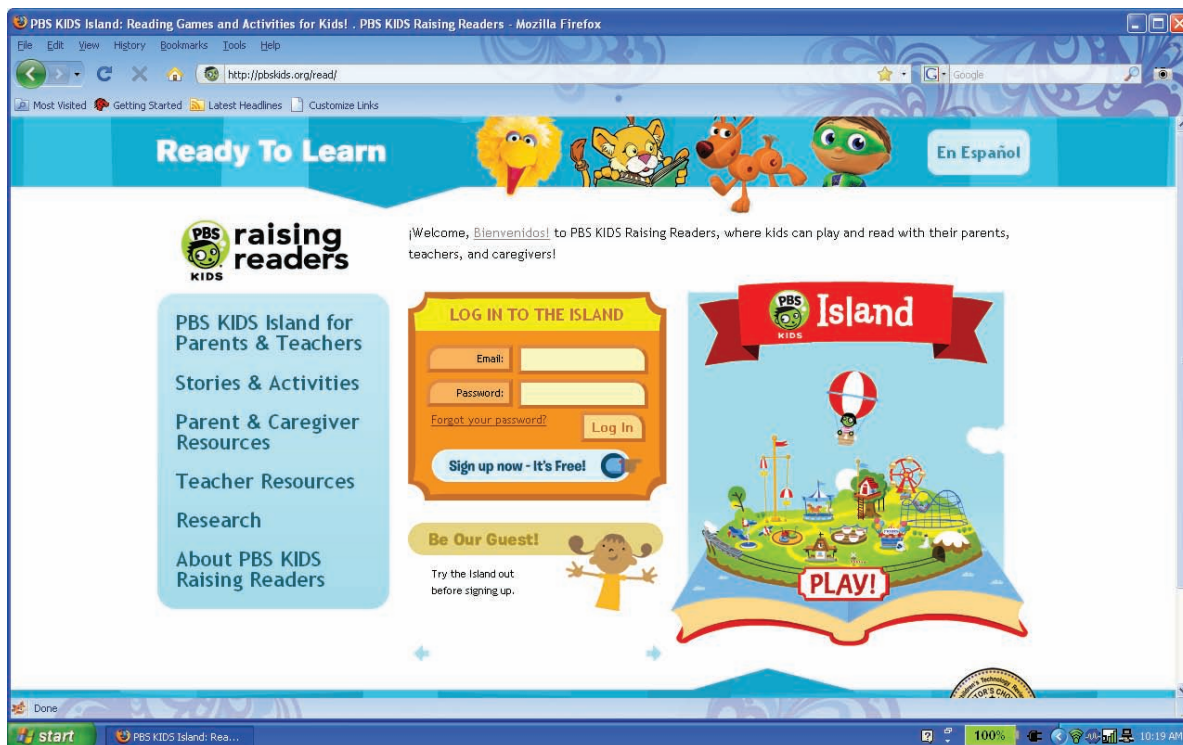 PBS KIDS Island: Reading Games and Activities for Kids! . PBS KIDS Raising Readers - Mozilla Firefox
File Edit View History Bookmarks Tools Help
http://pbskids.org/read/
G Google
Most Visited Getting Started Latest Headlines Customize Links
Ready To Learn
En Español
PBS KIDS raising readers
¡Welcome, Bienvenidos! to PBS KIDS Raising Readers, where kids can play and read with their parents,
teachers, and caregivers!
PBS KIDS Island for
Parents & Teachers
Stories & Activities
Parent & Caregiver
Resources
Teacher Resources
Research
About PBS KIDS
Raising Readers
LOG IN TO THE ISLAND
Email:
Password:
Forgot your password?
Log In
Sign up now - It's Free!
Be Our Guest!
Try the Island out
before signing up.
PBS KIDS Island
PLAY!
Children's Technology
Done
start
PBS KIDS Island: Rea...
100%
10:19 AM